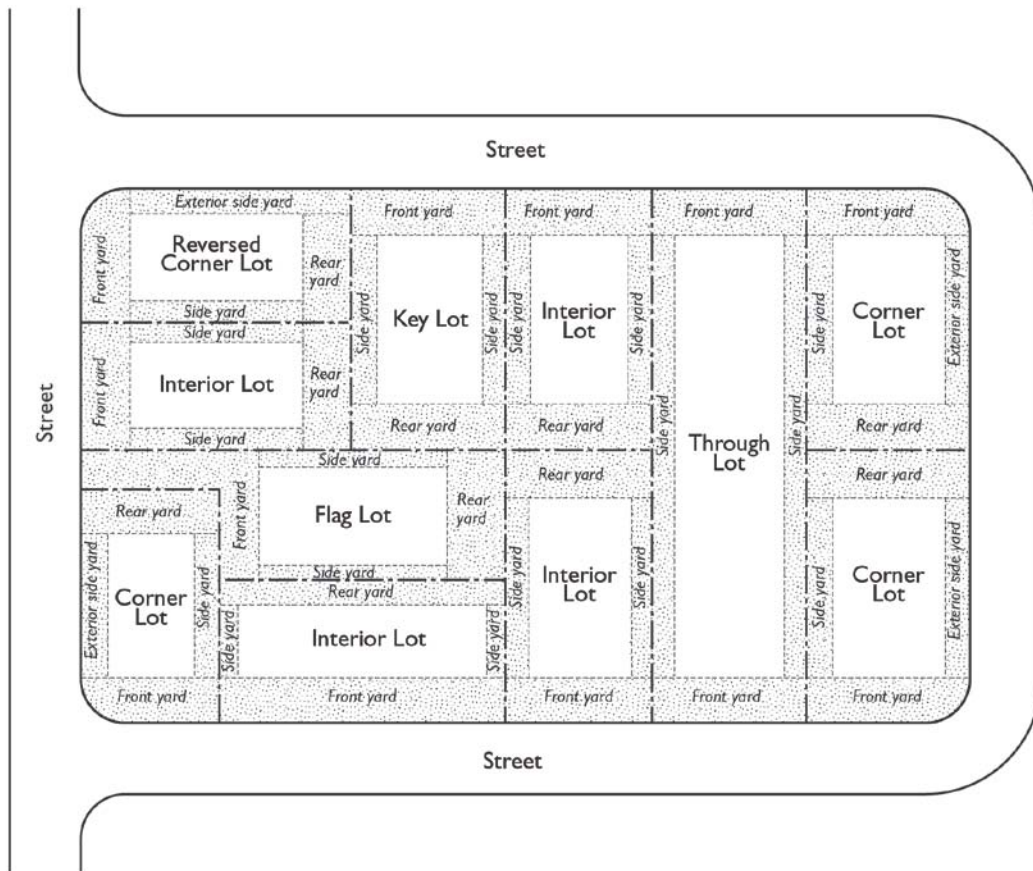 Street
Exterior side yard
Front yard
Front yard
Front yard
Front yard
Front yard
Reversed
Corner Lot
Rear
yard
Side yard
Side yard
Key Lot
Side yard
Side yard
Side yard
Interior
Lot
Side yard
Side yard
Corner
Lot
Exterior side yard
Side yard
Front yard
Interior Lot
Rear
yard
Side yard
Street
Rear yard
Rear yard
Rear yard
Side yard
Through
Lot
Side yard
Side yard
Rear yard
Rear yard
Front yard
Flag Lot
Rear
yard
Side yard
Rear yard
Rear yard
Exterior side yard
Corner
Lot
Side yard
Side yard
Interior Lot
Side yard
Side yard
Interior
Lot
Side yard
Side yard
Corner
Lot
Exterior side yard
Front yard
Front yard
Front yard
Front yard
Front yard
Street